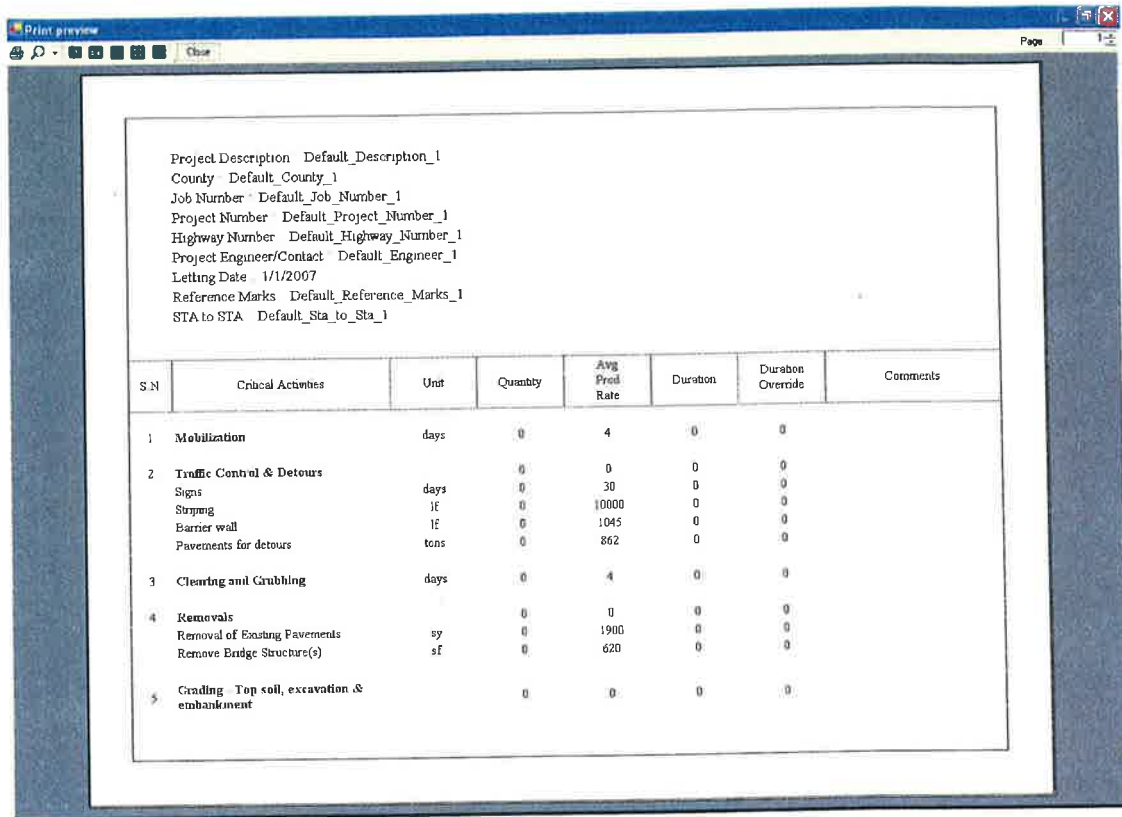 Print preview
Close
Page 1
Project Description Default_Description_1
County Default_County_1
Job Number Default_Job_Number_1
Project Number Default_Project_Number_1
Highway Number Default_Highway_Number_1
Project Engineer/Contact Default_Engineer_1
Letting Date 1/1/2007
Reference Marks Default_Reference_Marks_1
STA to STA Default_Sta_to_Sta_1
S.N Critical Activities Unit Quantity Avg Prod Rate Duration Duration Override Comments
1 Mobilization days 0 4 0 0
2 Traffic Control & Detours 0 0 0 0
Signs days 0 30 0 0
Striping lf 0 10000 0 0
Barrier wall lf 0 1045 0 0
Pavements for detours tons 0 862 0 0
3 Clearing and Grubbing days 0 4 0 0
4 Removals 0 0 0 0
Removal of Existing Pavements sy 0 1900 0 0
Remove Bridge Structure(s) sf 0 620 0 0
5 Grading Top soil, excavation & embankment 0 0 0 0